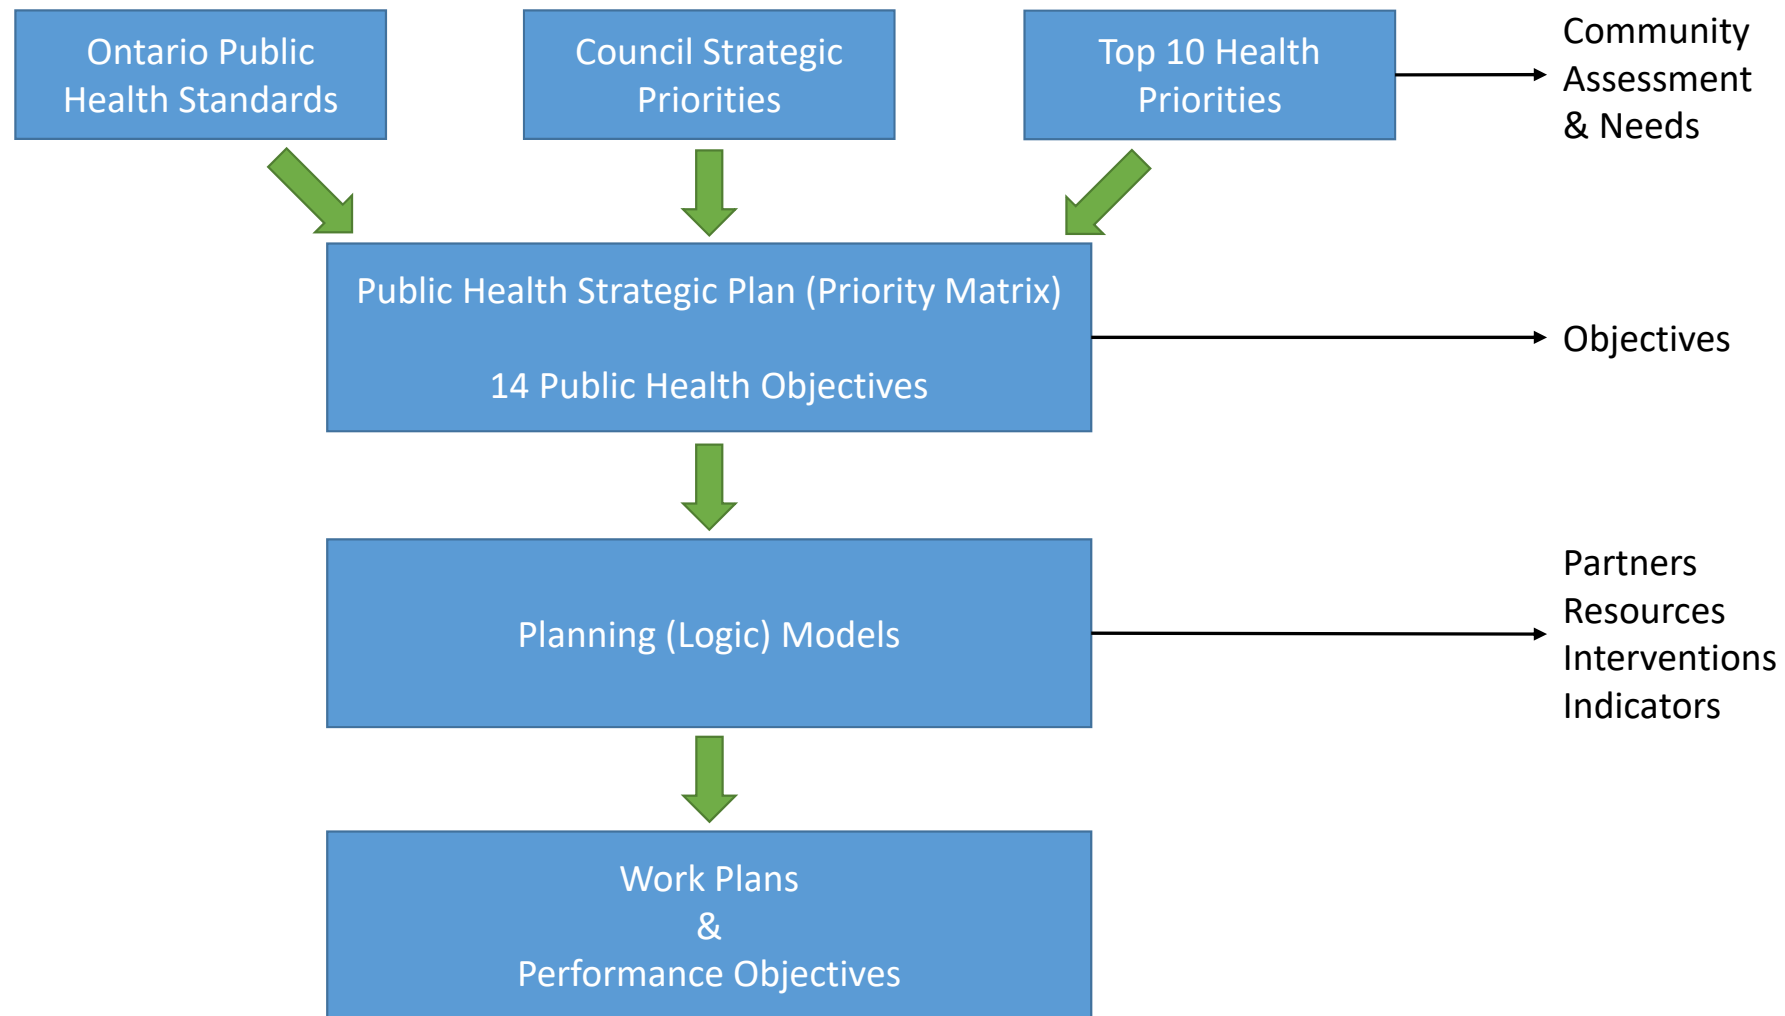 Ontario Public
Health Standards
Council Strategic
Priorities
Top 10 Health
Priorities
Community
Assessment
& Needs
Public Health Strategic Plan (Priority Matrix)
14 Public Health Objectives
Objectives
Planning (Logic) Models
Partners
Resources
Interventions
Indicators
Work Plans
&
Performance Objectives